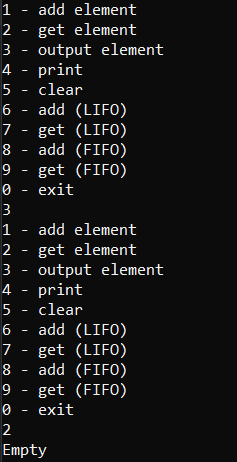 1 - add element
2 - get element
3 - output element
4 - print
5 - clear
6 - add (LIFO)
7 - get (LIFO)
8 - add (FIFO)
9 - get (FIFO)
0 - exit
3
1 - add element
2 - get element
3 - output element
4 - print
5 - clear
6 - add (LIFO)
7 - get (LIFO)
8 - add (FIFO)
9 - get (FIFO)
0 - exit
2
Empty